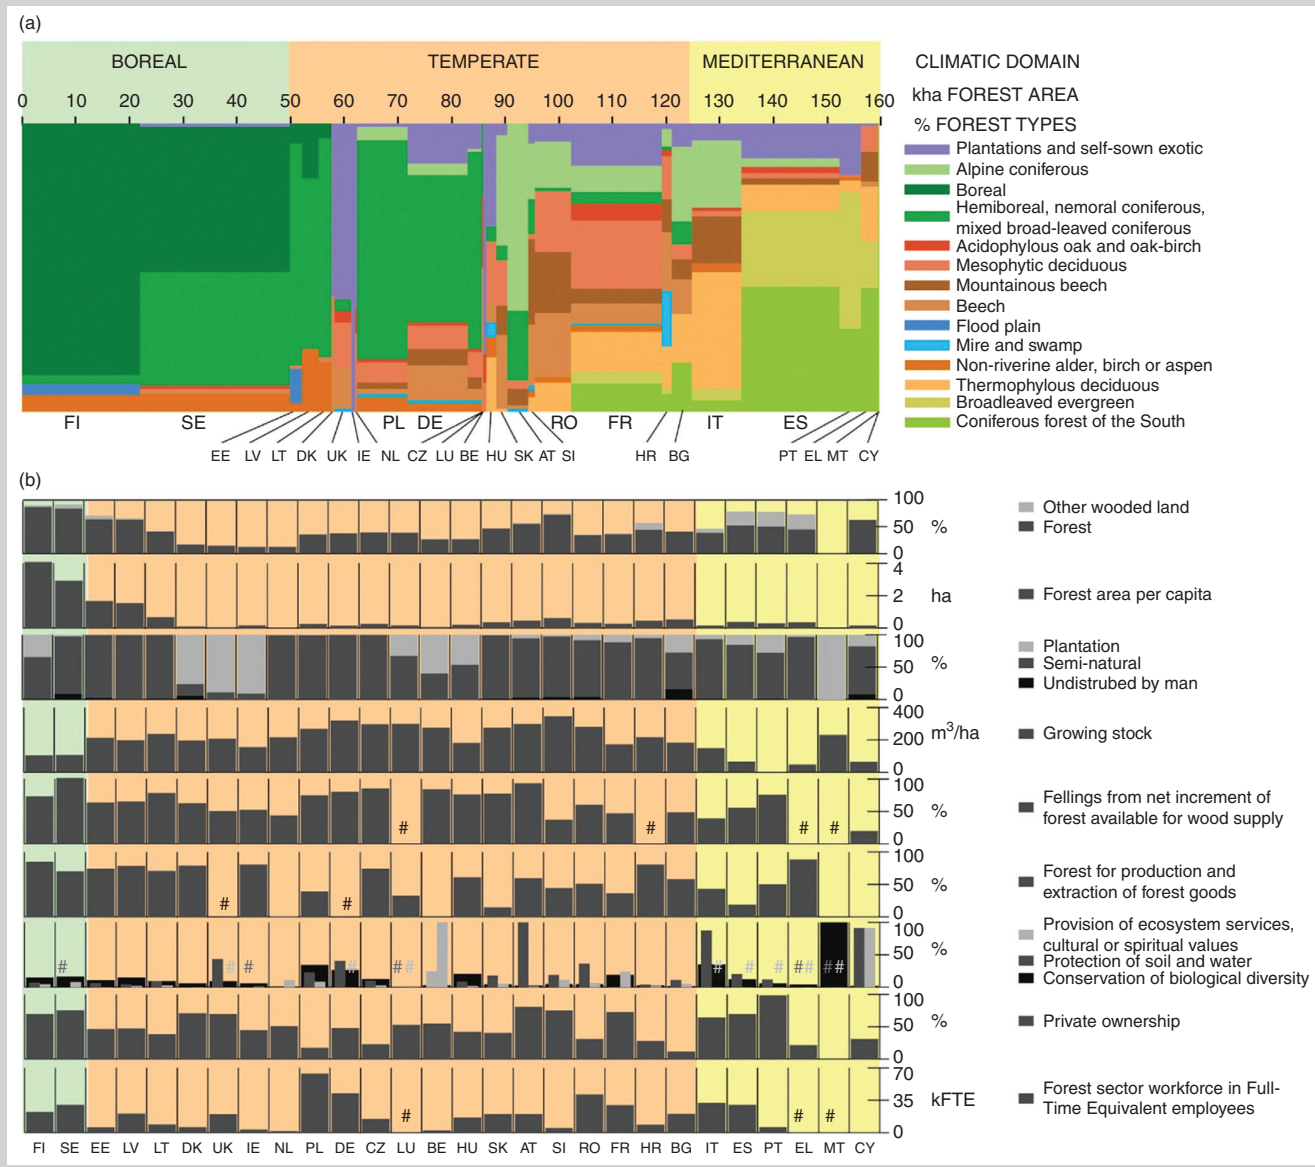 (a)
BOREAL TEMPERATE MEDITERRANEAN CLIMATIC DOMAIN
0 10 20 30 40 50 60 70 80 90 100 120 130 140 150 160 kha FOREST AREA
% FOREST TYPES
Plantations and self-sown exotic
Alpine coniferous
Boreal
Hemiboreal, nemoral coniferous,
mixed broad-leaved coniferous
Acidophylous oak and oak-birch
Mesophytic deciduous
Mountainous beech
Beech
Flood plain
Mire and swamp
Non-riverine alder, birch or aspen
Thermophylous deciduous
Broadleaved evergreen
Coniferous forest of the South
FI SE PL DE RO FR IT ES
EE LV LT DK UK IE NL CZ LU BE HU SK AT SI HR BG PT EL MT CY
(b)
100
50
0
%
Other wooded land
Forest
4
2
0
ha
Forest area per capita
100
50
0
%
Plantation
Semi-natural
Undistrubed by man
400
200
0
m³/ha
Growing stock
100
50
0
%
# # # #
Fellings from net increment of
forest available for wood supply
100
50
0
%
# #
Forest for production and
extraction of forest goods
100
50
0
%
# # # # # # # # # # # # #
Provision of ecosystem services,
cultural or spiritual values
Protection of soil and water
Conservation of biological diversity
100
50
0
%
Private ownership
70
35
0
kFTE
# # #
Forest sector workforce in Full-
Time Equivalent employees
FI SE EE LV LT DK UK IE NL PL DE CZ LU BE HU SK AT SI RO FR HR BG IT ES PT EL MT CY